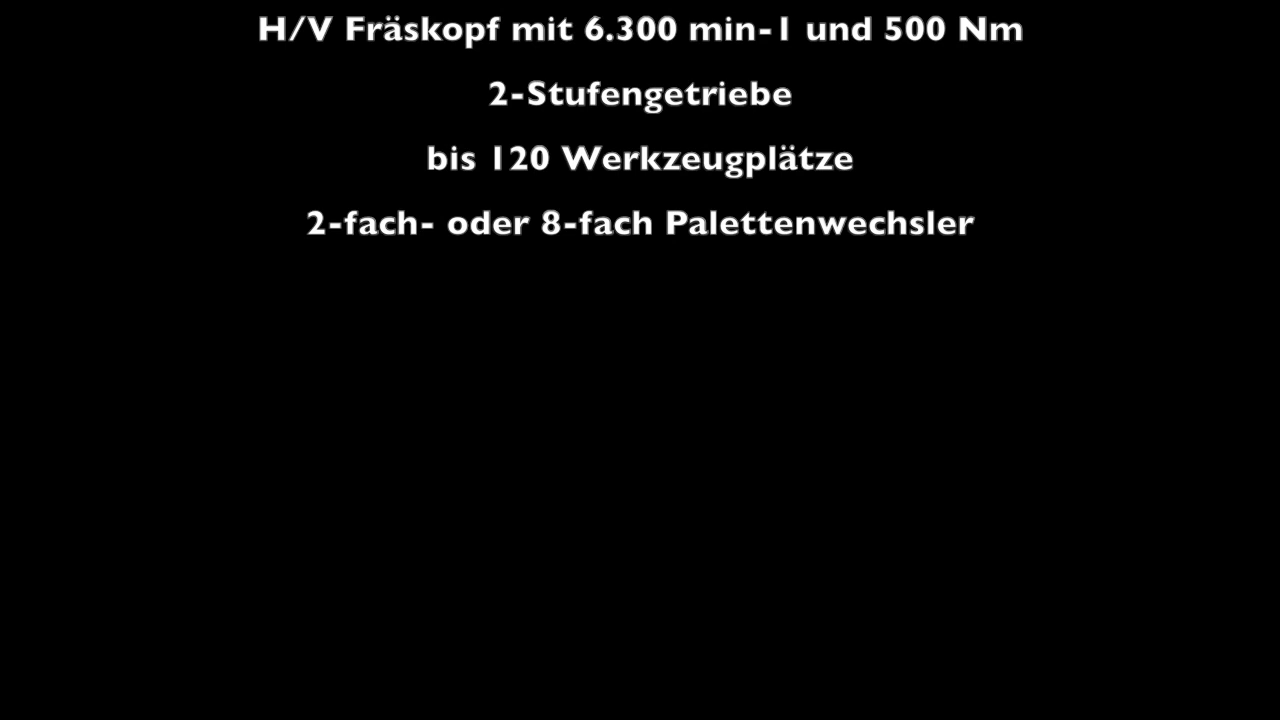 H/V Fräskopf mit 6.300 min-1 und 500 Nm
2-Stufengetriebe
bis 120 Werkzeugplätze
2-fach- oder 8-fach Palettenwechsler